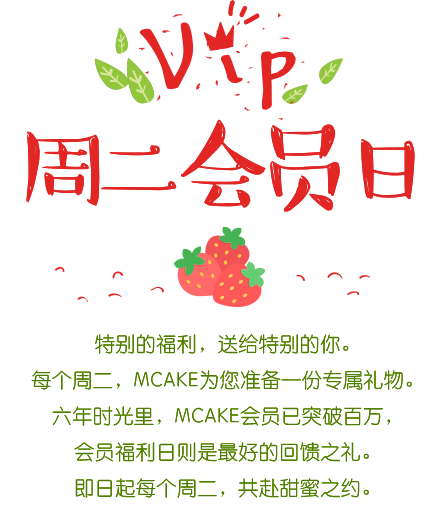 Vip
周二会员日
特别的福利，送给特别的你。
每个周二，MCAKE为您准备一份专属礼物。
六年时光里，MCAKE会员已突破百万，
会员福利日则是最好的回馈之礼。
即日起每个周二，共赴甜蜜之约。